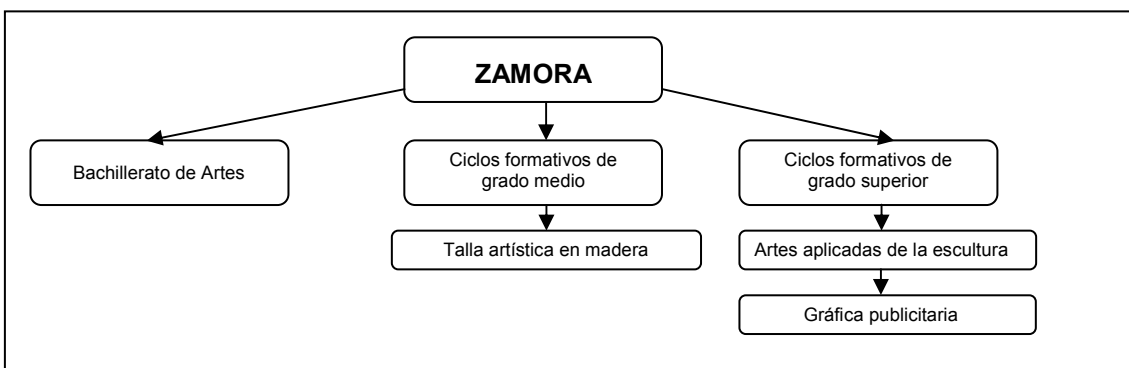 ZAMORA
Bachillerato de Artes
Ciclos formativos de
grado medio
Ciclos formativos de
grado superior
Talla artística en madera
Artes aplicadas de la escultura
Gráfica publicitaria